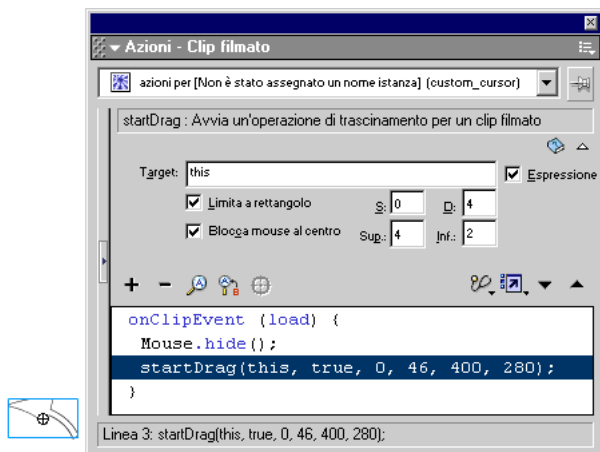 Azioni - Clip filmato
azioni per [Non è stato assegnato un nome istanza] (custom_cursor)
startDrag : Avvia un'operazione di trascinamento per un clip filmato
Target: this Espressione
Limita a rettangolo S: 0 D: 4
Blocca mouse al centro Sup.: 4 Inf.: 2
onClipEvent (load) {
Mouse.hide();
startDrag(this, true, 0, 46, 400, 280);
}
Linea 3: startDrag(this, true, 0, 46, 400, 280);